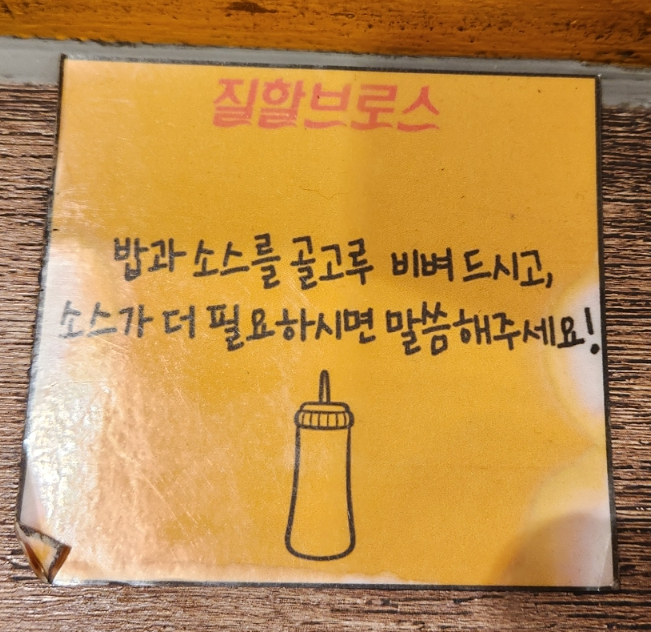 질할브로스
밥과 소스를 골고루 비벼 드시고,
소스가 더 필요하시면 말씀해주세요!